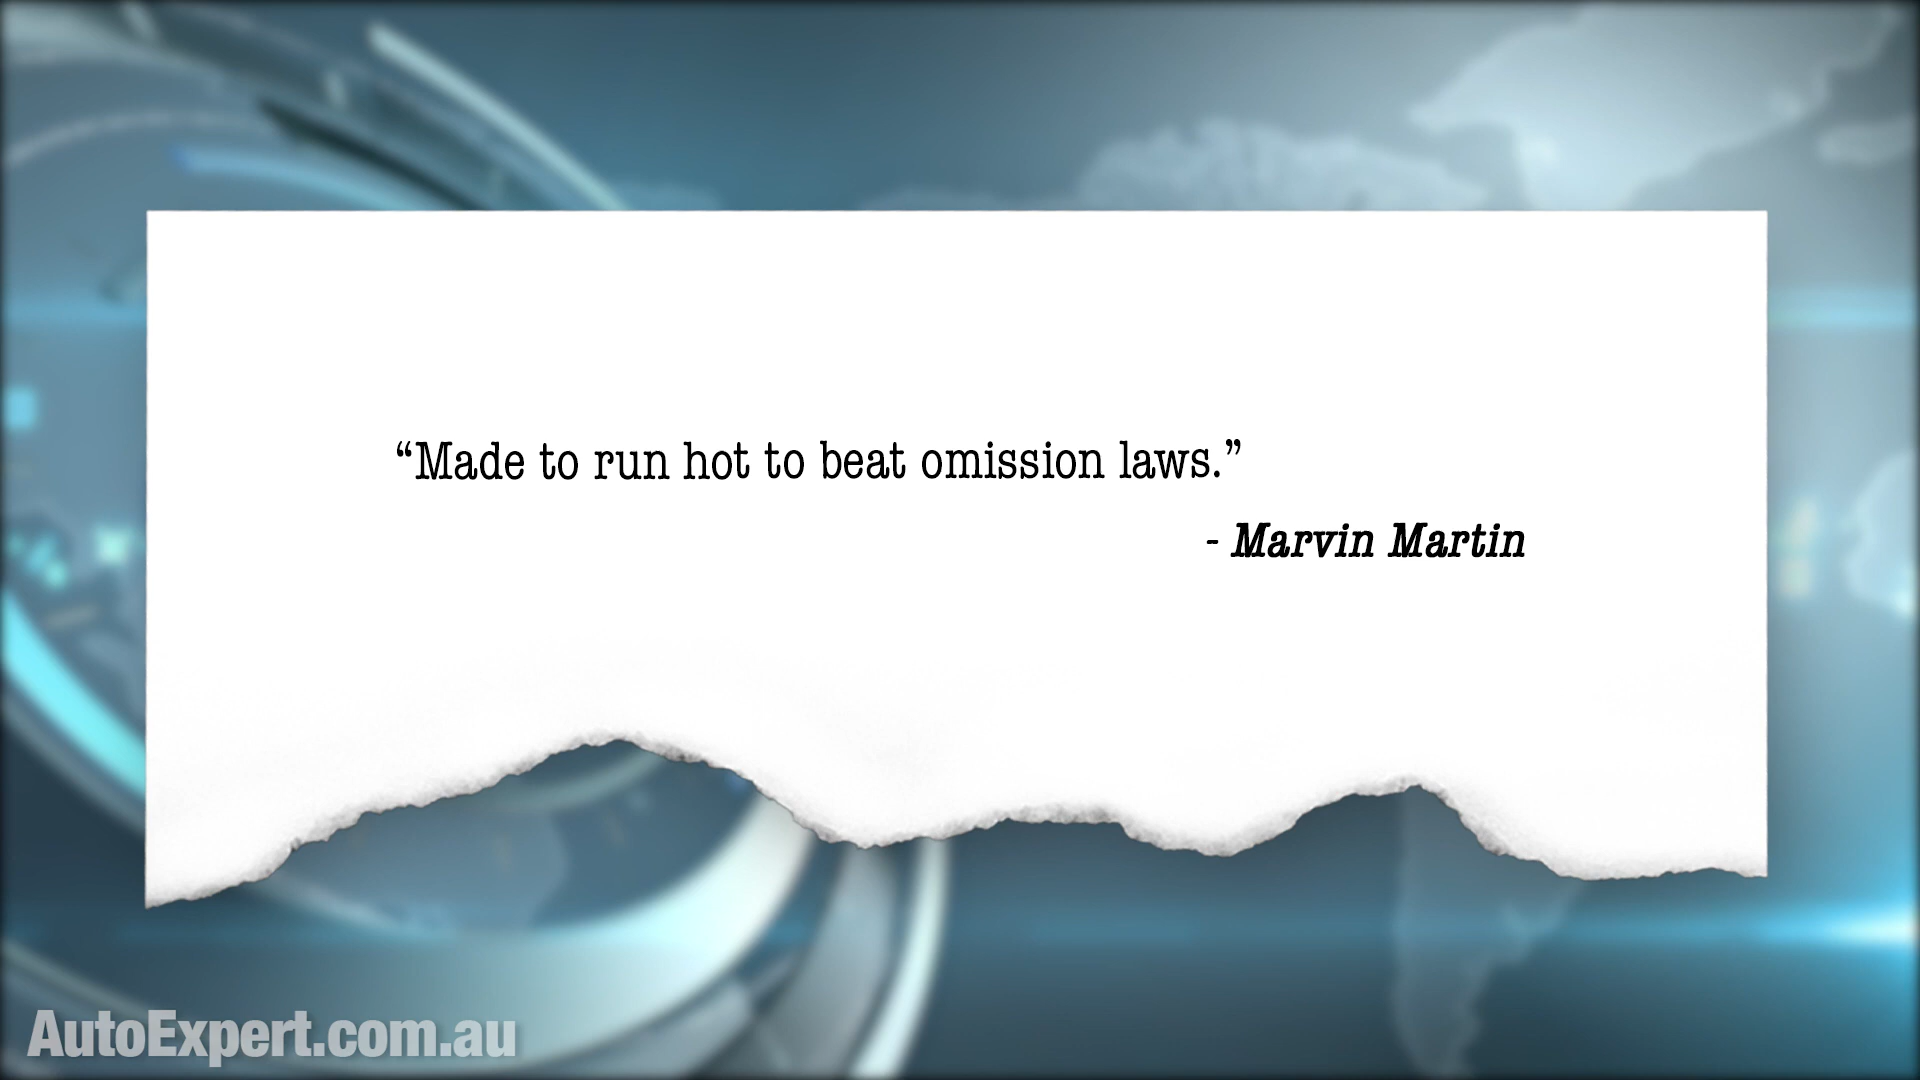 “Made to run hot to beat omission laws.”
- Marvin Martin
AutoExpert.com.au